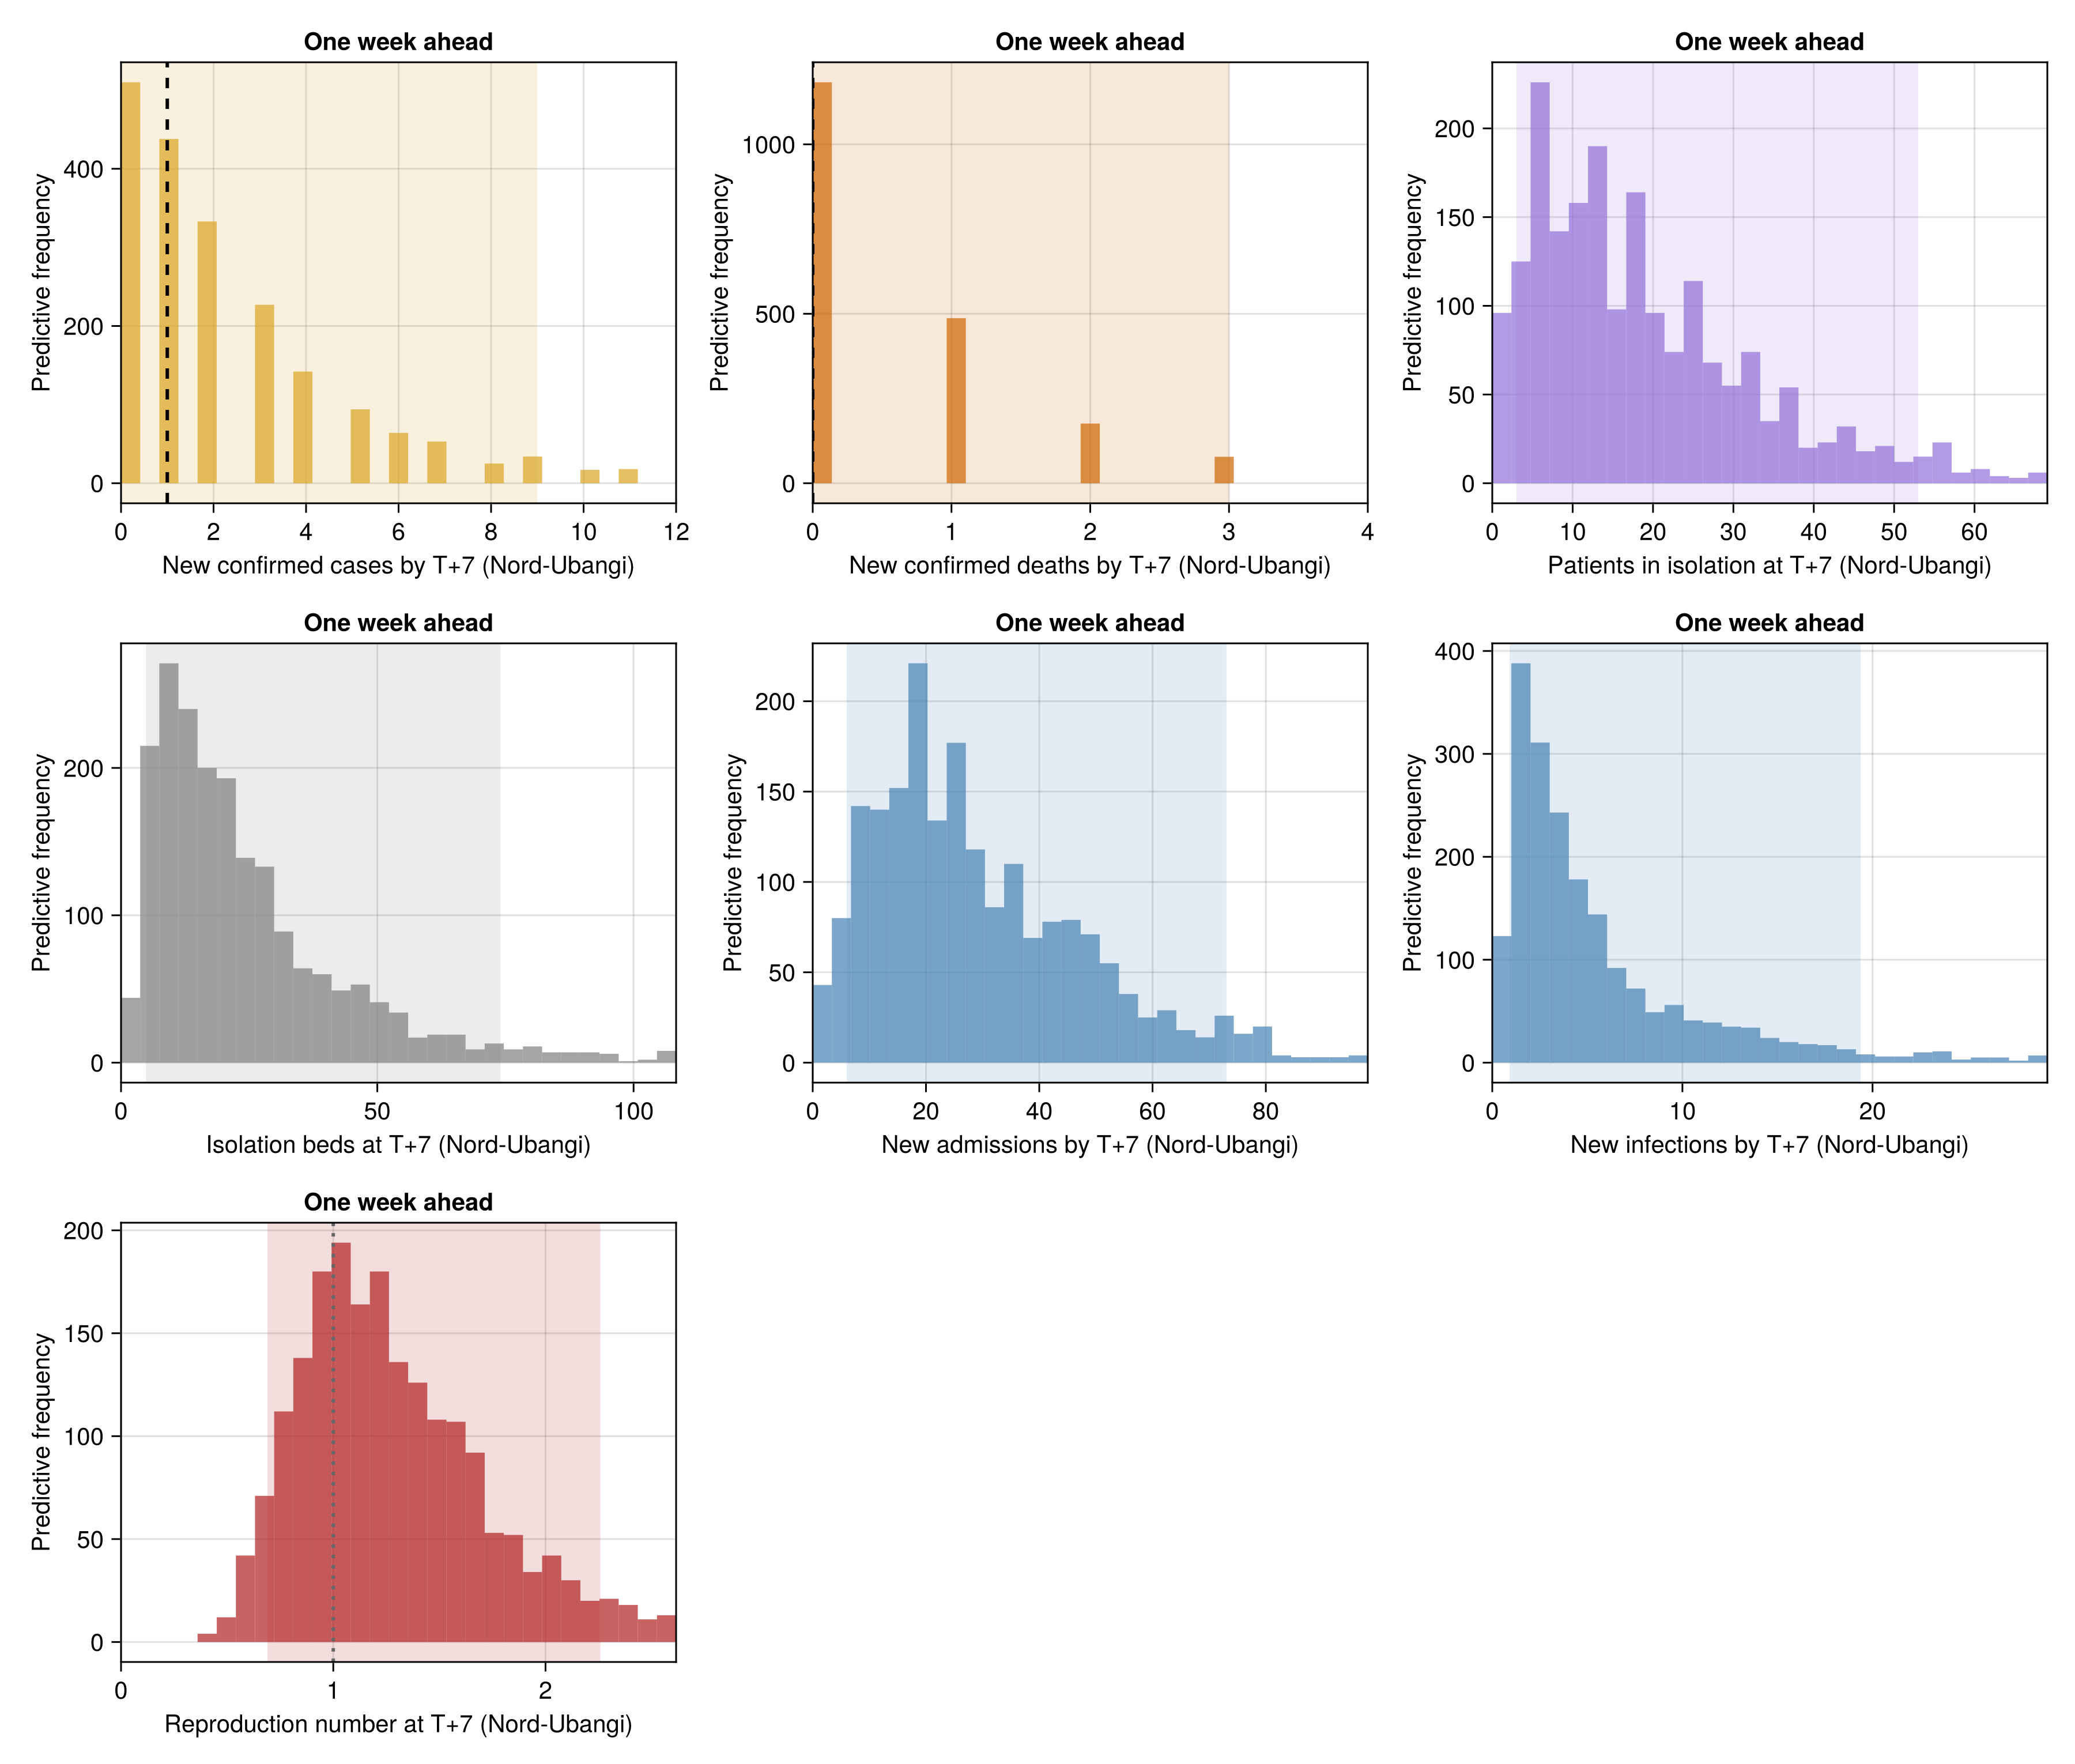 One week ahead
One week ahead
One week ahead
Predictive frequency
400
200
0
0 2 4 6 8 10 12
New confirmed cases by T+7 (Nord-Ubangi)
Predictive frequency
1000
500
0
0 1 2 3 4
New confirmed deaths by T+7 (Nord-Ubangi)
Predictive frequency
200
150
100
50
0
0 10 20 30 40 50 60
Patients in isolation at T+7 (Nord-Ubangi)
One week ahead
One week ahead
One week ahead
Predictive frequency
200
100
0
0 50 100
Isolation beds at T+7 (Nord-Ubangi)
Predictive frequency
200
150
100
50
0
0 20 40 60 80
New admissions by T+7 (Nord-Ubangi)
Predictive frequency
400
300
200
100
0
0 10 20
New infections by T+7 (Nord-Ubangi)
One week ahead
Predictive frequency
200
150
100
50
0
0 1 2
Reproduction number at T+7 (Nord-Ubangi)